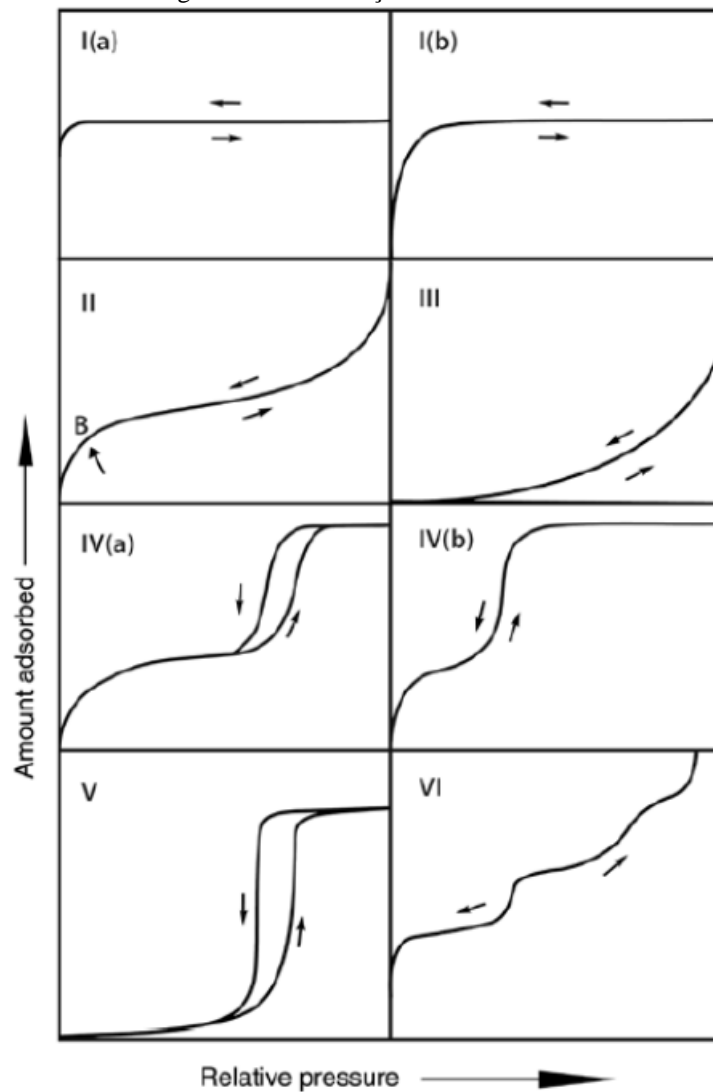 I(a)
I(b)
II
III
B
IV(a)
IV(b)
V
VI
Amount adsorbed
Relative pressure